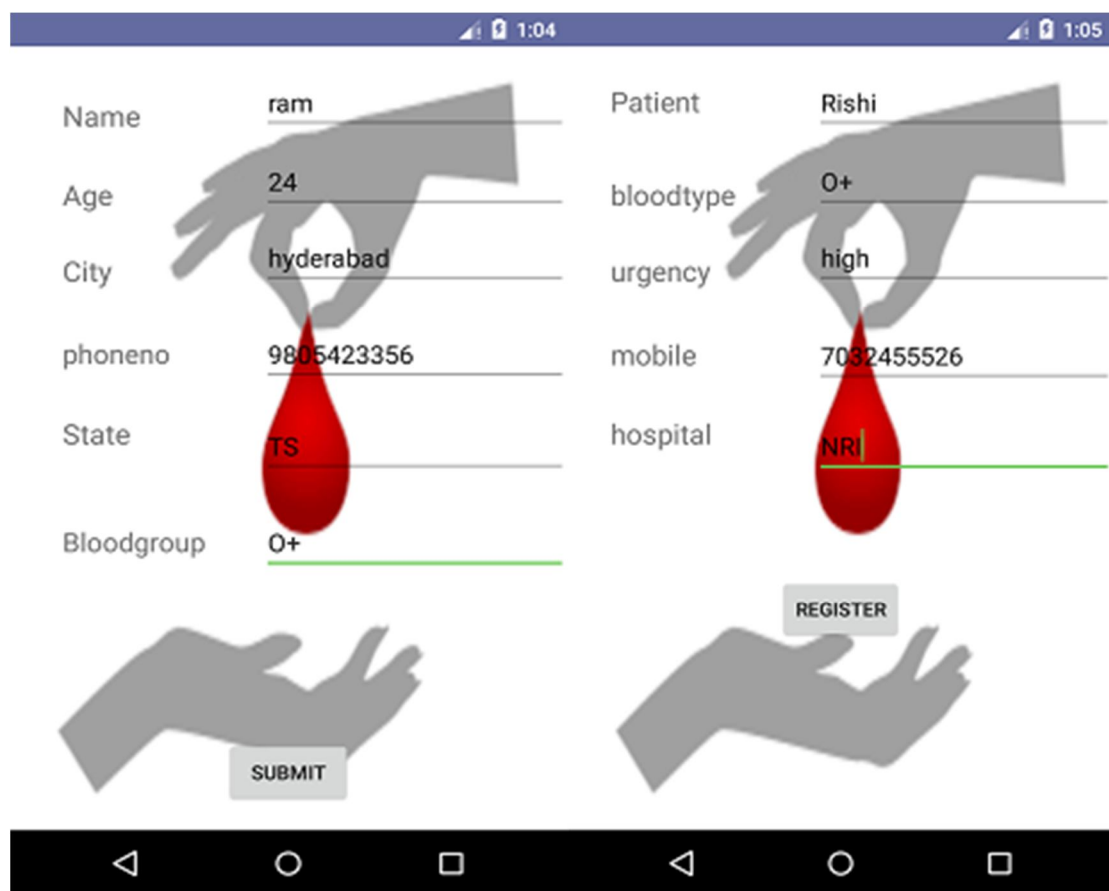 1:04
Name ram
Age 24
City hyderabad
phoneno 9805423356
State TS
Bloodgroup O+
SUBMIT
1:05
Patient Rishi
bloodtype O+
urgency high
mobile 7032455526
hospital NRI
REGISTER